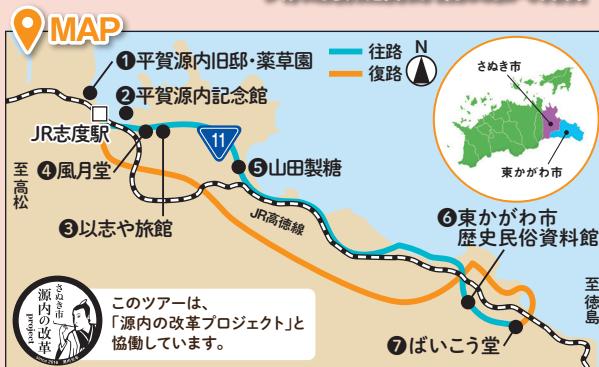 MAP
❶平賀源内旧邸・薬草園
❷平賀源内記念館
往路
復路
N
さぬき市
東かがわ市
JR志度駅
11
至高松
❹風月堂
❺山田製糖
❸以志や旅館
JR高徳線
❻東かがわ市
歴史民俗資料館
至徳島
❼ばいこう堂
さぬき市
源内の改革
project
このツアーは、
「源内の改革プロジェクト」と
協働しています。